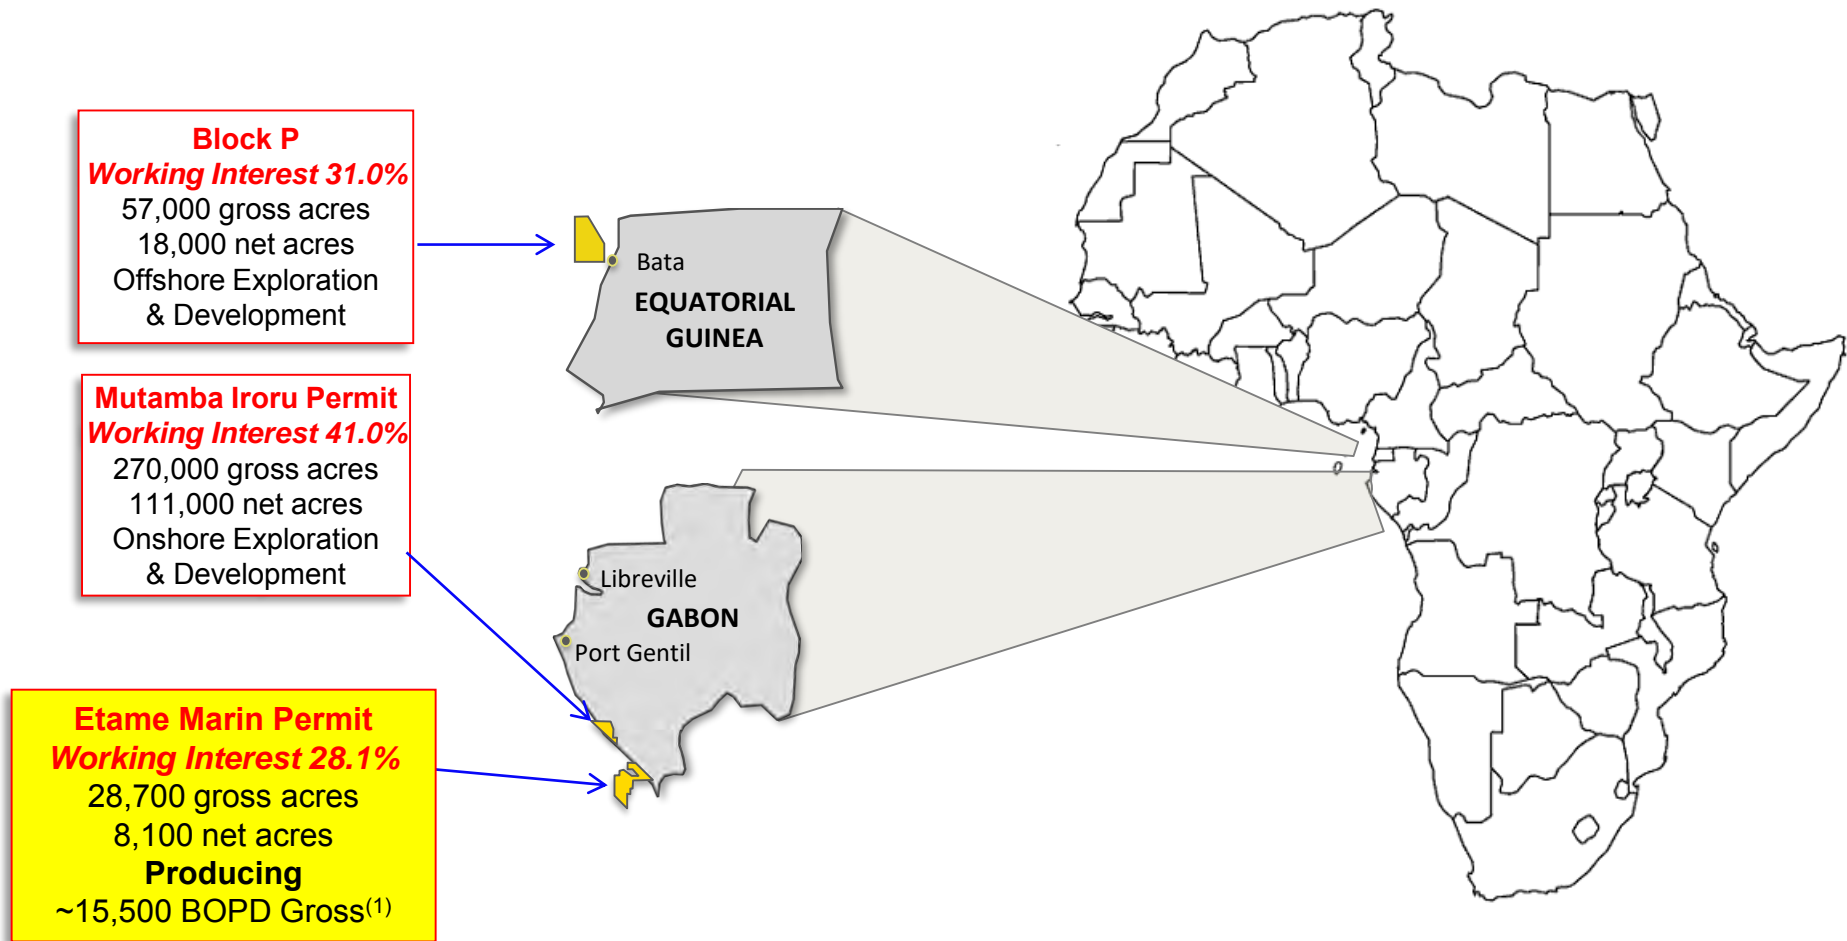 Block P
Working Interest 31.0%
57,000 gross acres
18,000 net acres
Offshore Exploration
& Development
Bata
EQUATORIAL
GUINEA
Mutamba Iroru Permit
Working Interest 41.0%
270,000 gross acres
111,000 net acres
Onshore Exploration
& Development
Libreville
GABON
Port Gentil
Etame Marin Permit
Working Interest 28.1%
28,700 gross acres
8,100 net acres
Producing
~15,500 BOPD Gross(1)